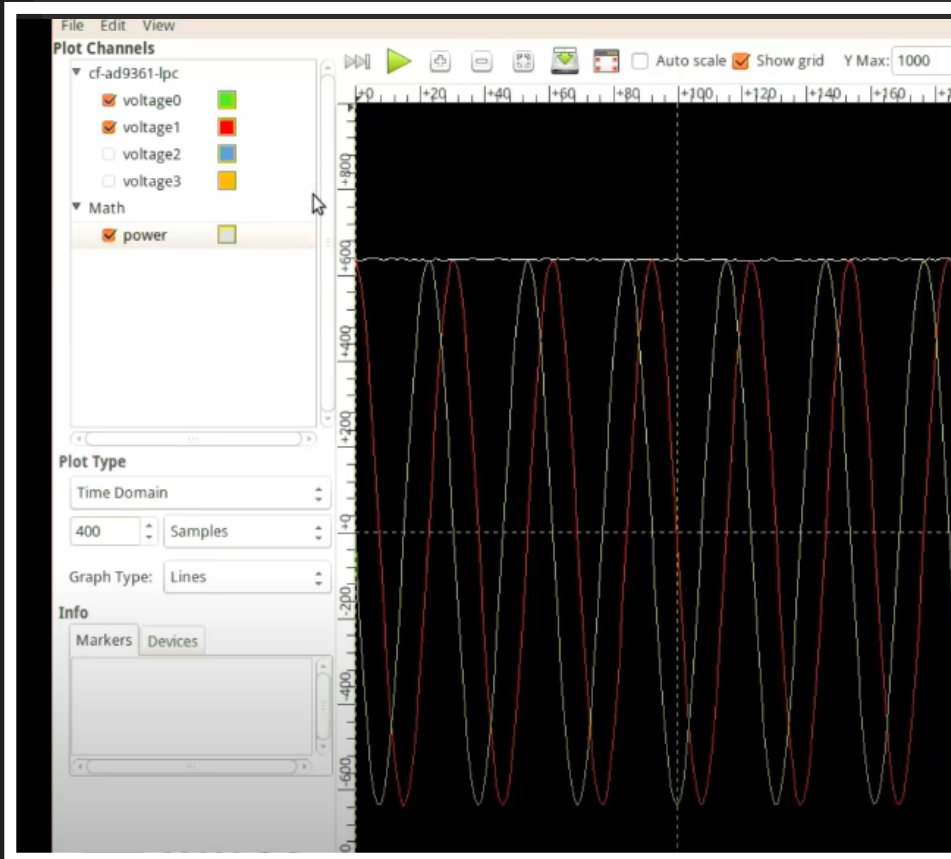 File Edit View
Plot Channels
cf-ad9361-lpc
voltage0
voltage1
voltage2
voltage3
Math
power
Auto scale Show grid Y Max: 1000
+0 +20 +40 +60 +80 +100 +120 +140 +160
+800
+600
+400
+200
+0
-200
-400
-600
Plot Type
Time Domain
400 Samples
Graph Type: Lines
Info
Markers Devices